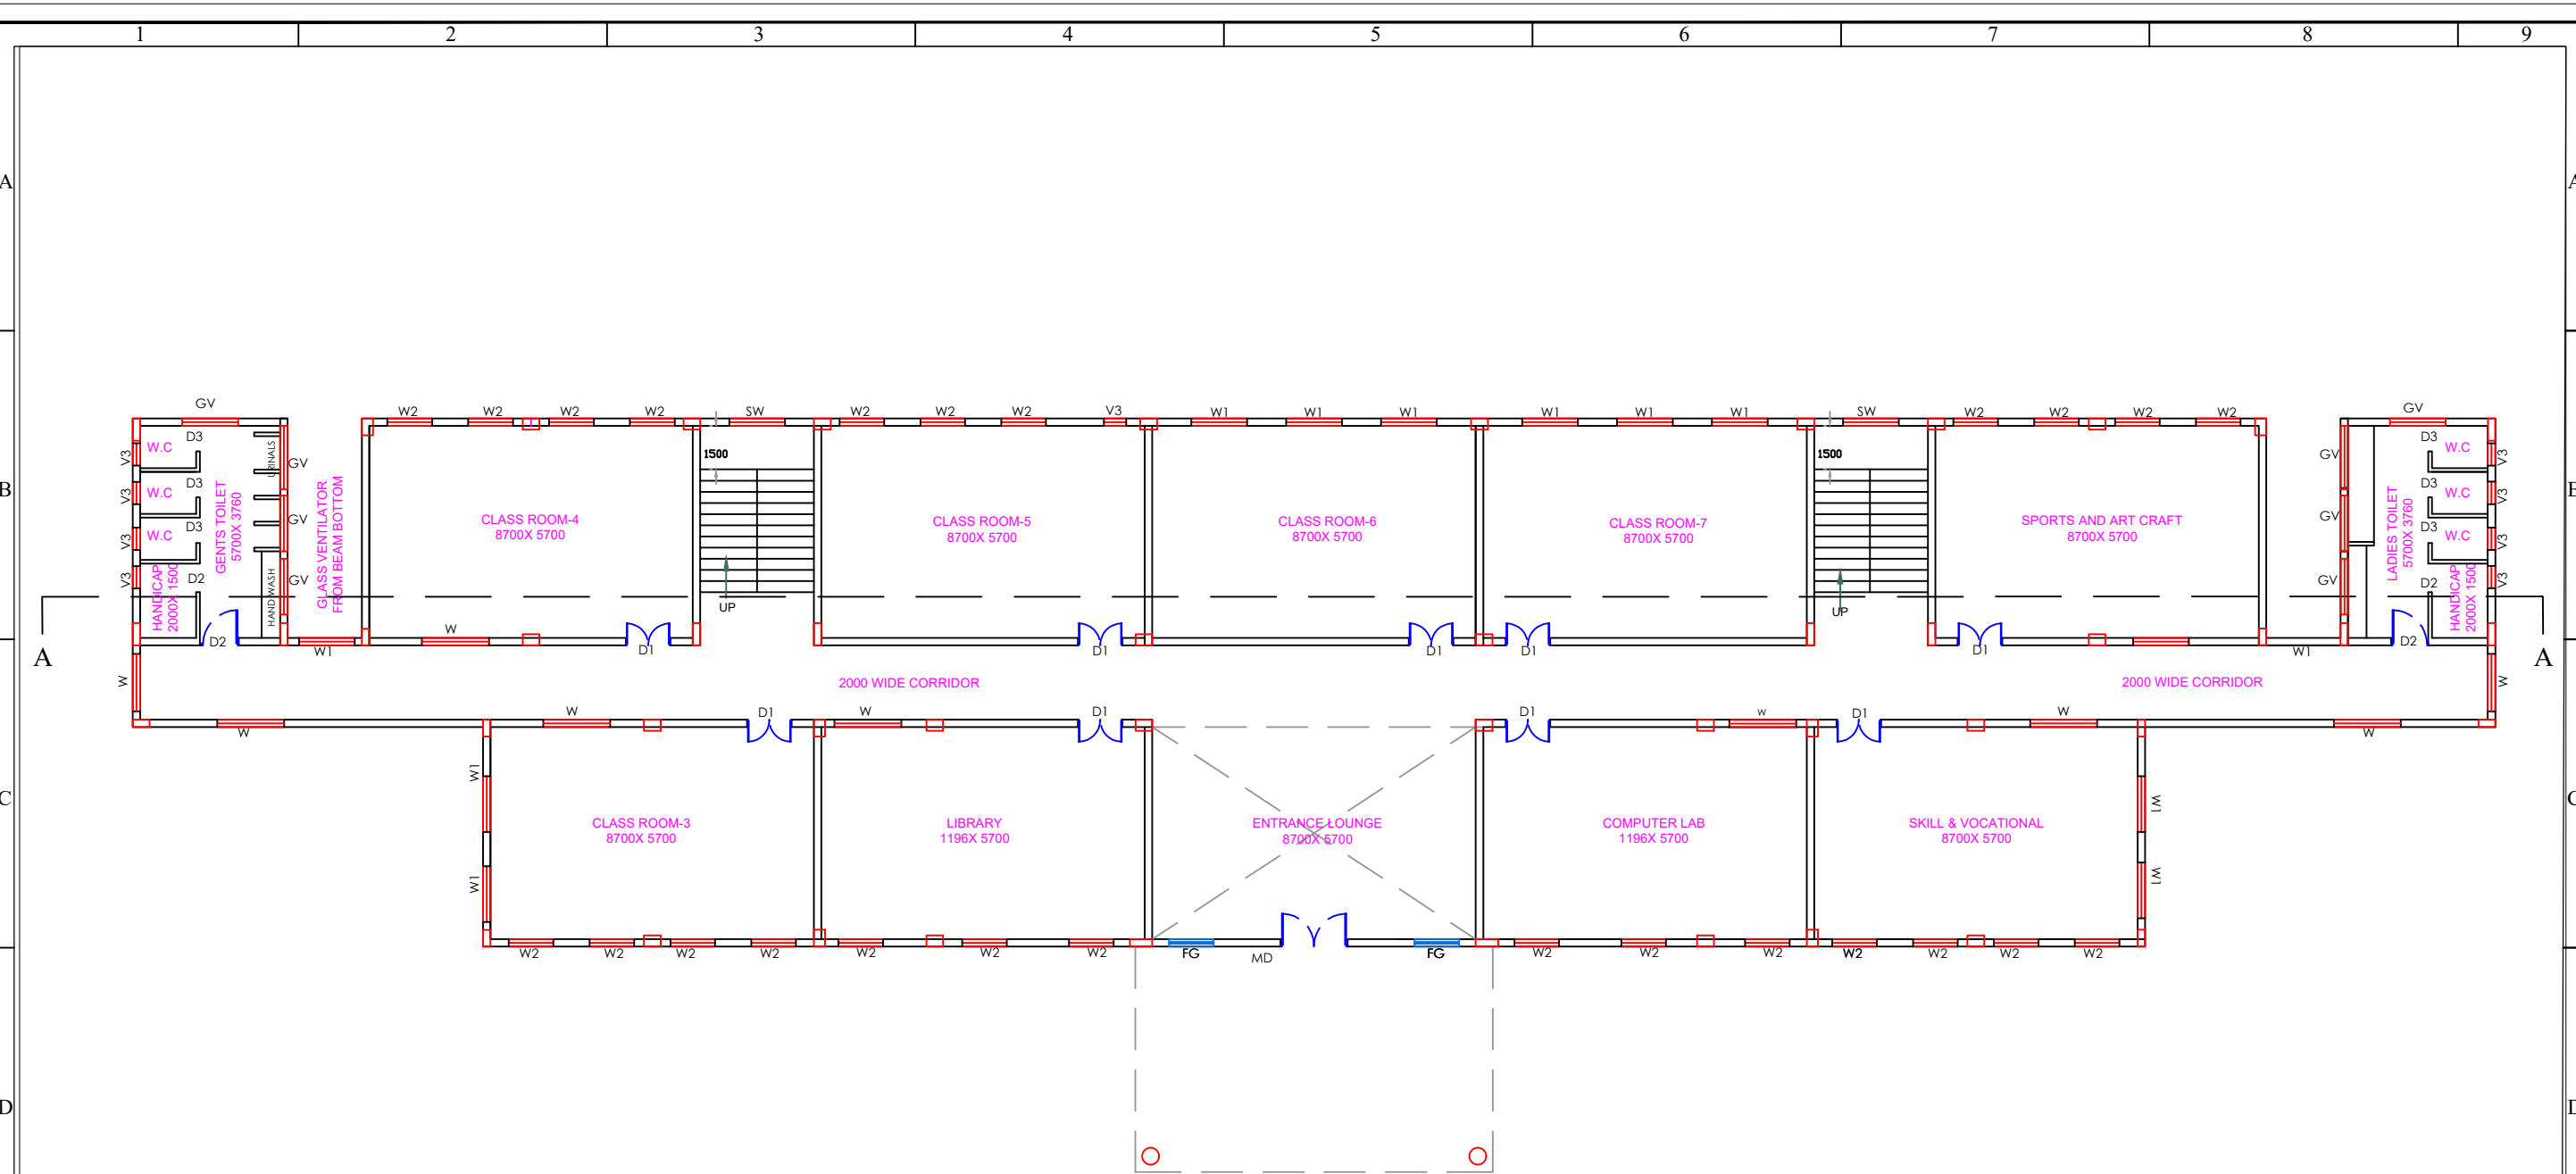 1 2 3 4 5 6 7 8 9
A A
GV GV
W2 W2 W2 W2 SW W2 W2 W2 V3 W1 W1 W1 W1 W1 W1 SW W2 W2 W2 W2
D3 D3
W.C W.C
V3 V3
URINALS
GV GV
1500 1500
D3 D3
W.C W.C
V3 V3
B B
GENTS TOILET
5700X 3760
GLASS VENTILATOR
FROM BEAM BOTTOM
GV GV
CLASS ROOM-4
8700X 5700
CLASS ROOM-5
8700X 5700
CLASS ROOM-6
8700X 5700
CLASS ROOM-7
8700X 5700
SPORTS AND ART CRAFT
8700X 5700
LADIES TOILET
5700X 3760
D3 D3
W.C W.C
V3 V3
D2 D2
V3 V3
GV GV
HANDICAP
2000X 1500
HAND WASH
HANDICAP
2000X 1500
UP UP
A A
D2 W1 W D1 D1 D1 D1 D1 W1 D2
W W
2000 WIDE CORRIDOR 2000 WIDE CORRIDOR
W W D1 W D1 D1 W D1 W W
W1
C C
W1
CLASS ROOM-3
8700X 5700
LIBRARY
1196X 5700
ENTRANCE LOUNGE
8700X 5700
COMPUTER LAB
1196X 5700
SKILL & VOCATIONAL
8700X 5700
W1 W1
W2 W2 W2 W2 W2 W2 W2 FG MD FG W2 W2 W2 W2 W2 W2 W2
D D